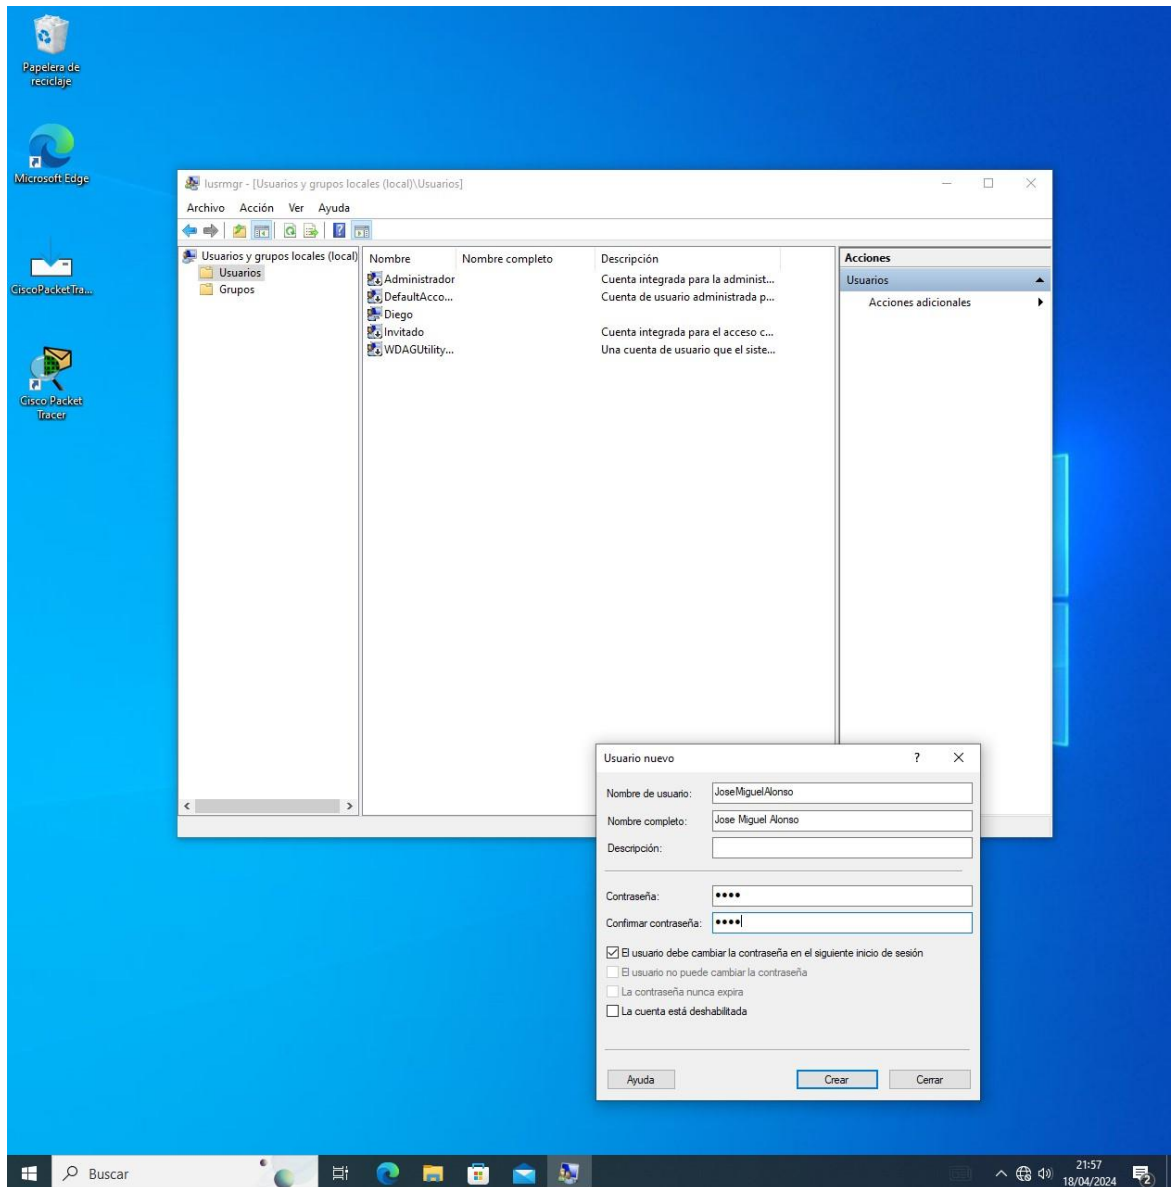 Papelera de
reciclaje
Microsoft Edge
CiscoPacketTra...
Cisco Packet
Tracer
lusrmgr - [Usuarios y grupos locales (local)\Usuarios]
Archivo Acción Ver Ayuda
Usuarios y grupos locales (local)
Usuarios
Grupos
Nombre Nombre completo Descripción
Administrador Cuenta integrada para la administ...
DefaultAcco... Cuenta de usuario administrada p...
Diego
Invitado Cuenta integrada para el acceso c...
WDAGUtility... Una cuenta de usuario que el siste...
Acciones
Usuarios
Acciones adicionales
Usuario nuevo ?
Nombre de usuario: JoseMiguelAlonso
Nombre completo: Jose Miguel Alonso
Descripción:
Contraseña: ••••
Confirmar contraseña: ••••
El usuario debe cambiar la contraseña en el siguiente inicio de sesión
El usuario no puede cambiar la contraseña
La contraseña nunca expira
La cuenta está deshabilitada
Ayuda Crear Cerrar
Buscar
21:57
18/04/2024
2